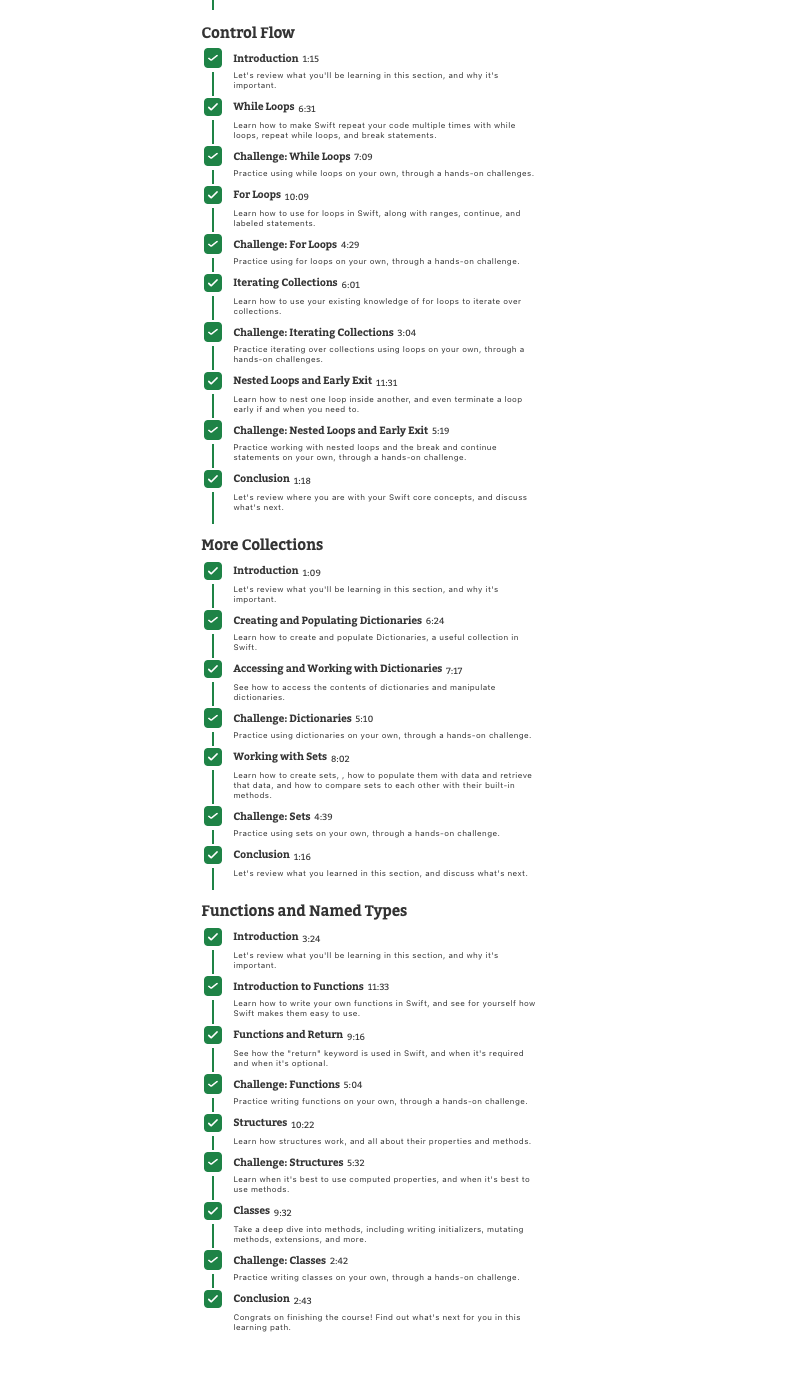 Control Flow
Introduction 1:15
Let's review what you'll be learning in this section, and why it's
important.
While Loops 6:31
Learn how to make Swift repeat your code multiple times with while
loops, repeat while loops, and break statements.
Challenge: While Loops 7:09
Practice using while loops on your own, through a hands-on challenges.
For Loops 10:09
Learn how to use for loops in Swift, along with ranges, continue, and
labeled statements.
Challenge: For Loops 4:29
Practice using for loops on your own, through a hands-on challenge.
Iterating Collections 6:01
Learn how to use your existing knowledge of for loops to iterate over
collections.
Challenge: Iterating Collections 3:04
Practice iterating over collections using loops on your own, through a
hands-on challenges.
Nested Loops and Early Exit 11:31
Learn how to nest one loop inside another, and even terminate a loop
early if and when you need to.
Challenge: Nested Loops and Early Exit 5:19
Practice working with nested loops and the break and continue
statements on your own, through a hands-on challenge.
Conclusion 1:18
Let's review where you are with your Swift core concepts, and discuss
what's next.
More Collections
Introduction 1:09
Let's review what you'll be learning in this section, and why it's
important.
Creating and Populating Dictionaries 6:24
Learn how to create and populate Dictionaries, a useful collection in
Swift.
Accessing and Working with Dictionaries 7:17
See how to access the contents of dictionaries and manipulate
dictionaries.
Challenge: Dictionaries 5:10
Practice using dictionaries on your own, through a hands-on challenge.
Working with Sets 8:02
Learn how to create sets, , how to populate them with data and retrieve
that data, and how to compare sets to each other with their built-in
methods.
Challenge: Sets 4:39
Practice using sets on your own, through a hands-on challenge.
Conclusion 1:16
Let's review what you learned in this section, and discuss what's next.
Functions and Named Types
Introduction 3:24
Let's review what you'll be learning in this section, and why it's
important.
Introduction to Functions 11:33
Learn how to write your own functions in Swift, and see for yourself how
Swift makes them easy to use.
Functions and Return 9:16
See how the "return" keyword is used in Swift, and when it's required
and when it's optional.
Challenge: Functions 5:04
Practice writing functions on your own, through a hands-on challenge.
Structures 10:22
Learn how structures work, and all about their properties and methods.
Challenge: Structures 5:32
Learn when it's best to use computed properties, and when it's best to
use methods.
Classes 9:32
Take a deep dive into methods, including writing initializers, mutating
methods, extensions, and more.
Challenge: Classes 2:42
Practice writing classes on your own, through a hands-on challenge.
Conclusion 2:43
Congrats on finishing the course! Find out what's next for you in this
learning path.